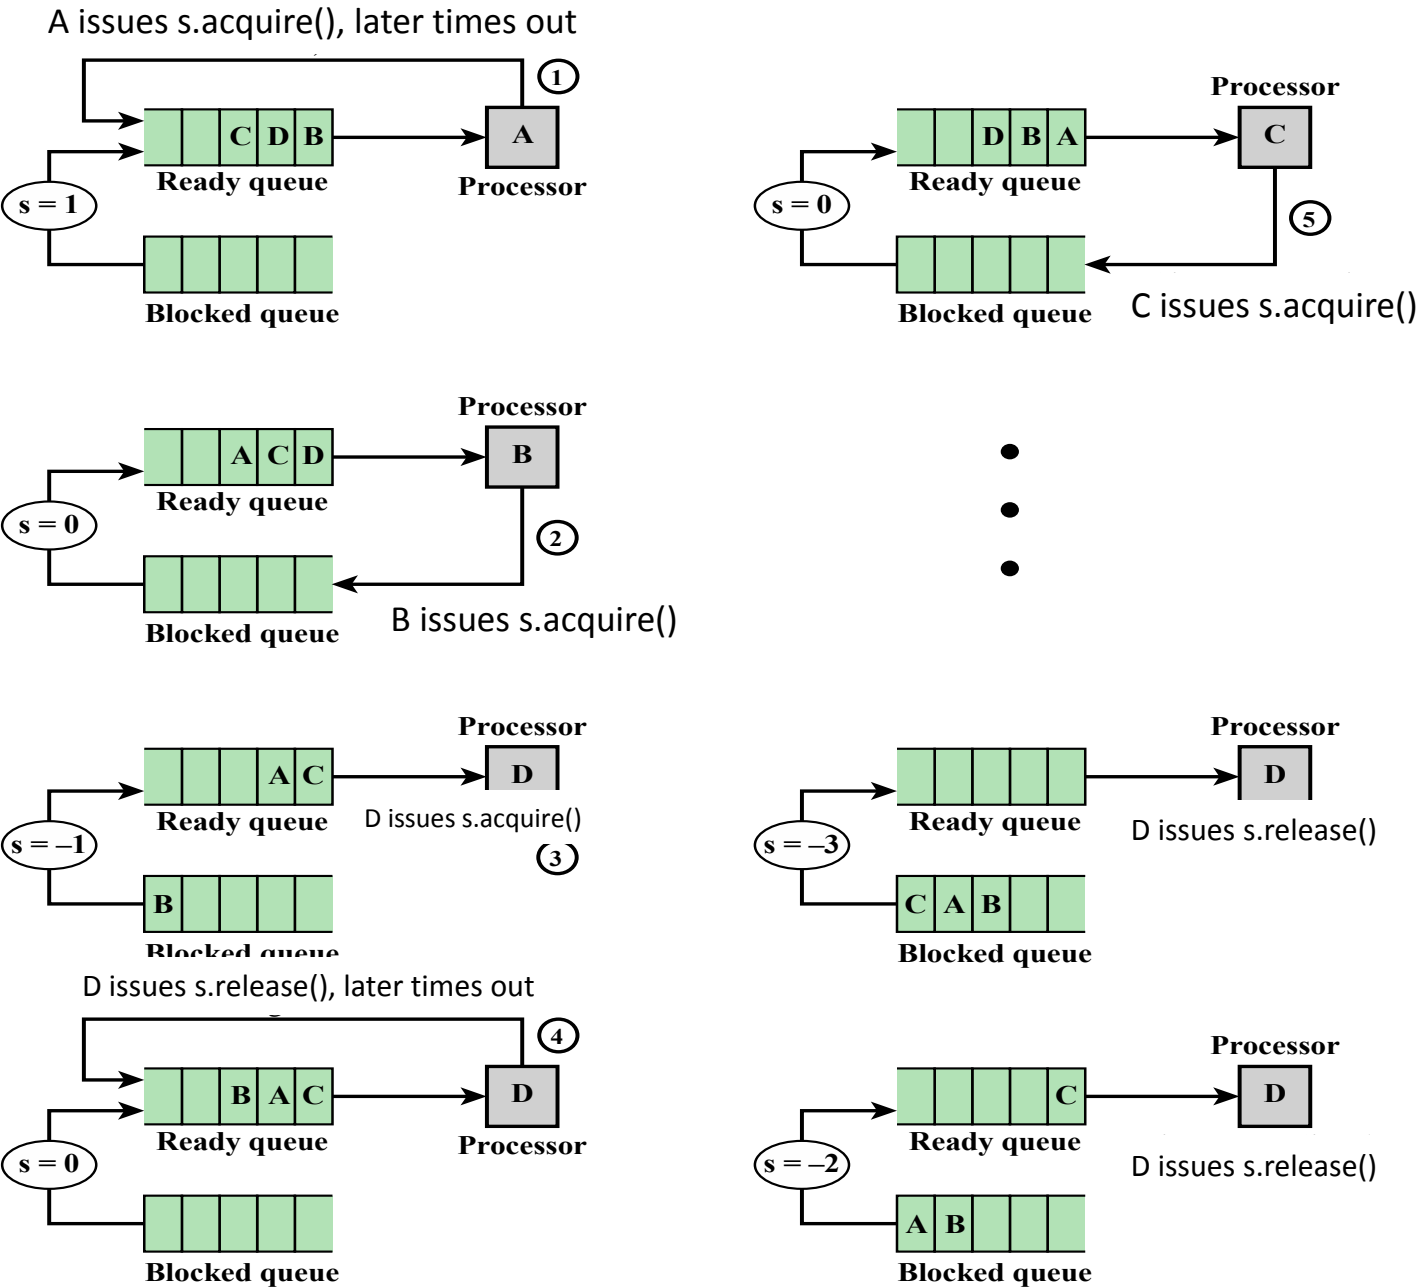 A issues s.acquire(), later times out
1
C D B
A
Ready queue
Processor
s = 1
Blocked queue
Processor
A C D
B
Ready queue
s = 0
2
B issues s.acquire()
Blocked queue
Processor
A C
D
Ready queue
D issues s.acquire()
s = –1
3
B
Blocked queue
D issues s.release(), later times out
4
B A C
D
Ready queue
Processor
s = 0
Blocked queue
Processor
D B A
C
Ready queue
s = 0
5
Blocked queue
C issues s.acquire()
Processor
D
Ready queue
D issues s.release()
s = –3
C A B
Blocked queue
Processor
C
D
Ready queue
s = –2
D issues s.release()
A B
Blocked queue